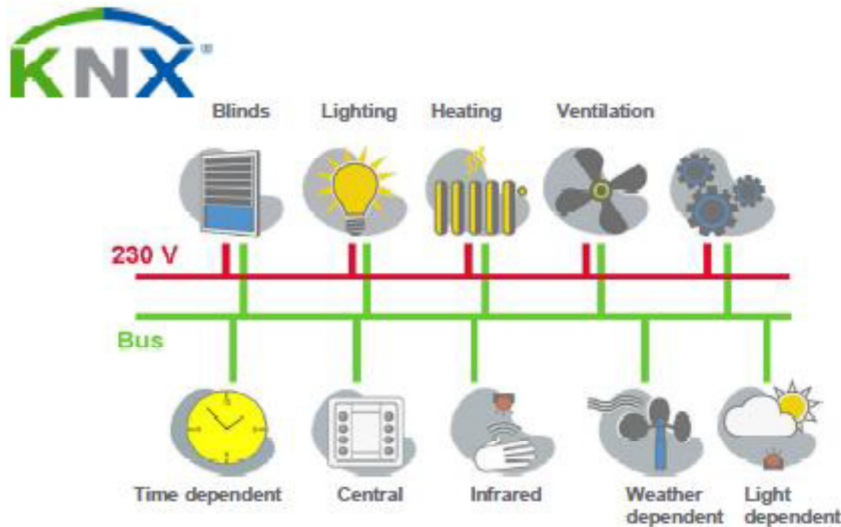 KNX®
Blinds Lighting Heating Ventilation
230 V
Bus
Time dependent Central Infrared Weather dependent Light dependent